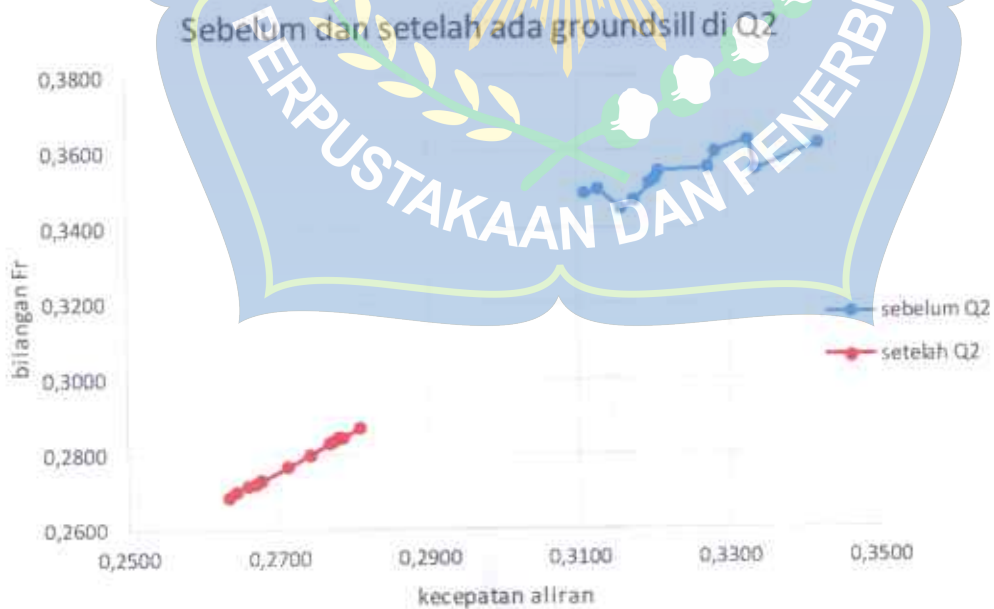 Sebelum dan setelah ada groundsill di Q2
ERPUSTAKAAN DAN PENERBI
0,3800
0,3600
0,3400
0,3200
0,3000
0,2800
0,2600
bilangan Fr
0,2500 0,2700 0,2900 0,3100 0,3300 0,3500
kecepatan aliran
sebelum Q2
setelah Q2